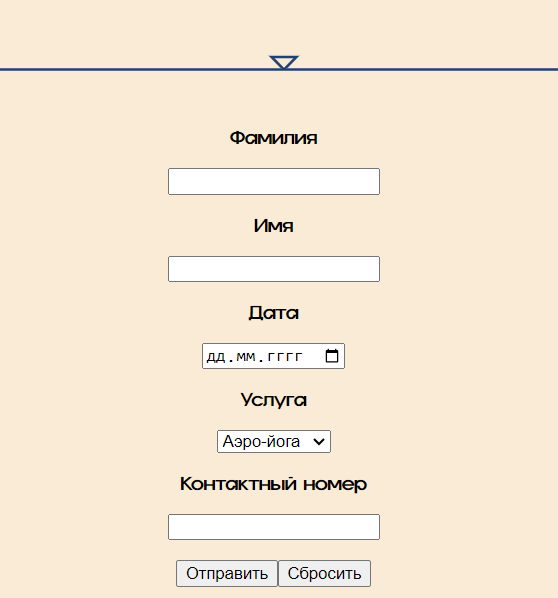 Фамилия
Имя
Дата
дд.мм.гггг
Услуга
Аэро-йога
Контактный номер
Отправить Сбросить